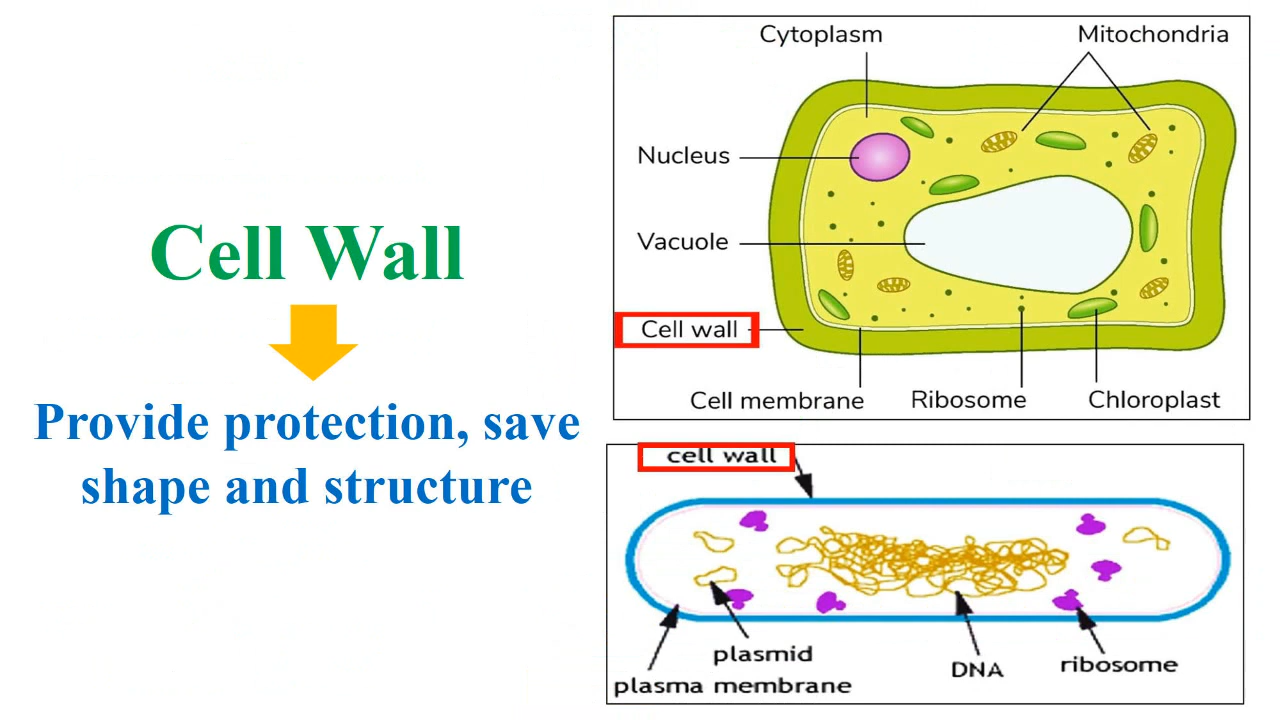 Cell Wall
Provide protection, save
shape and structure
Cytoplasm
Mitochondria
Nucleus
Vacuole
Cell wall
Cell membrane
Ribosome
Chloroplast
cell wall
plasmid
DNA
ribosome
plasma membrane